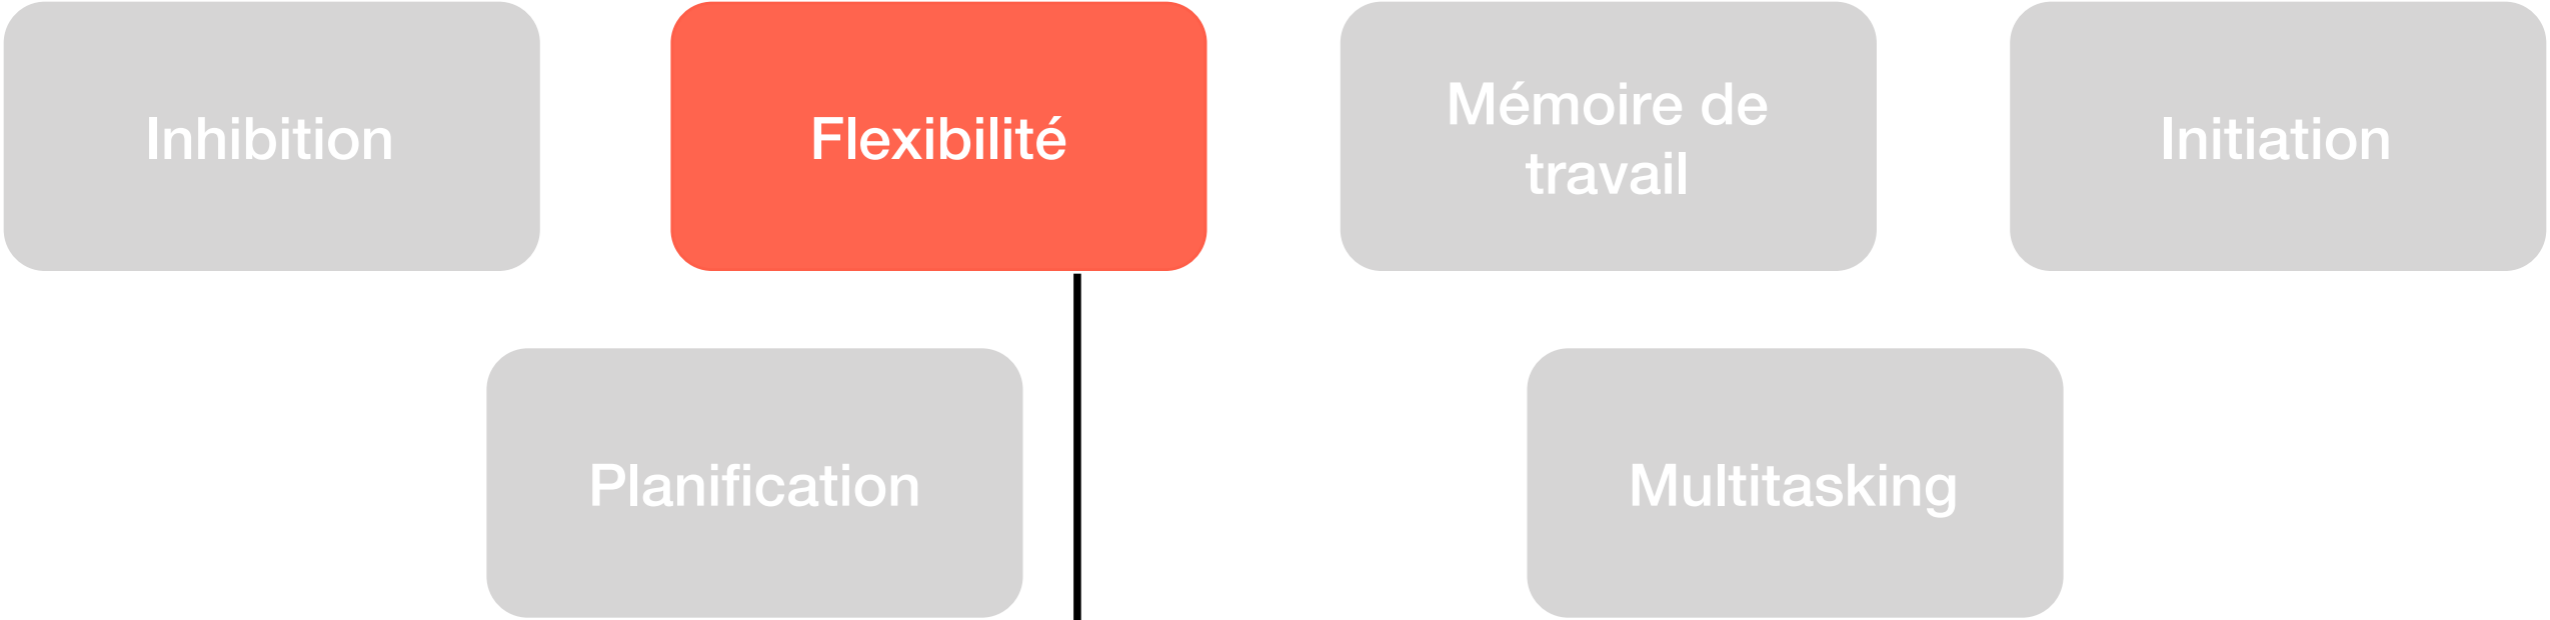 Inhibition
Flexibilité
Mémoire de
travail
Initiation
Planification
Multitasking